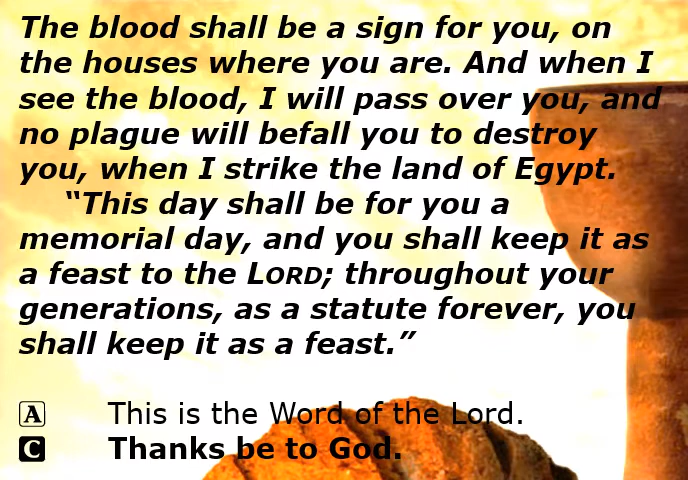 The blood shall be a sign for you, on
the houses where you are. And when I
see the blood, I will pass over you, and
no plague will befall you to destroy
you, when I strike the land of Egypt.
“This day shall be for you a
memorial day, and you shall keep it as
a feast to the LORD; throughout your
generations, as a statute forever, you
shall keep it as a feast.”
A This is the Word of the Lord.
C Thanks be to God.